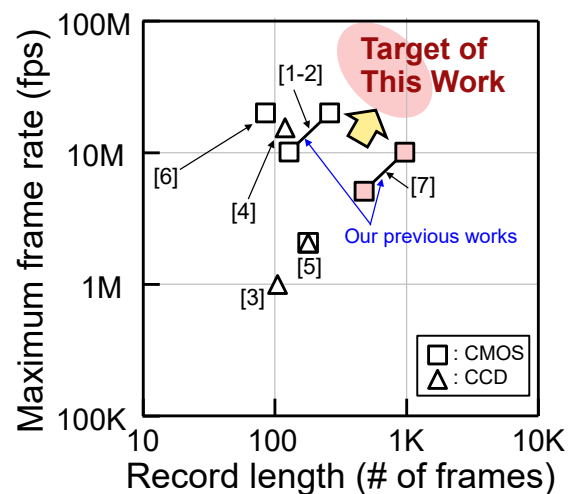 100M
10M
1M
100K
10
100
1K
10K
Maximum frame rate (fps)
Record length (# of frames)
Target of
This Work
[1-2]
[6]
[4]
[7]
Our previous works
[5]
[3]
: CMOS
: CCD